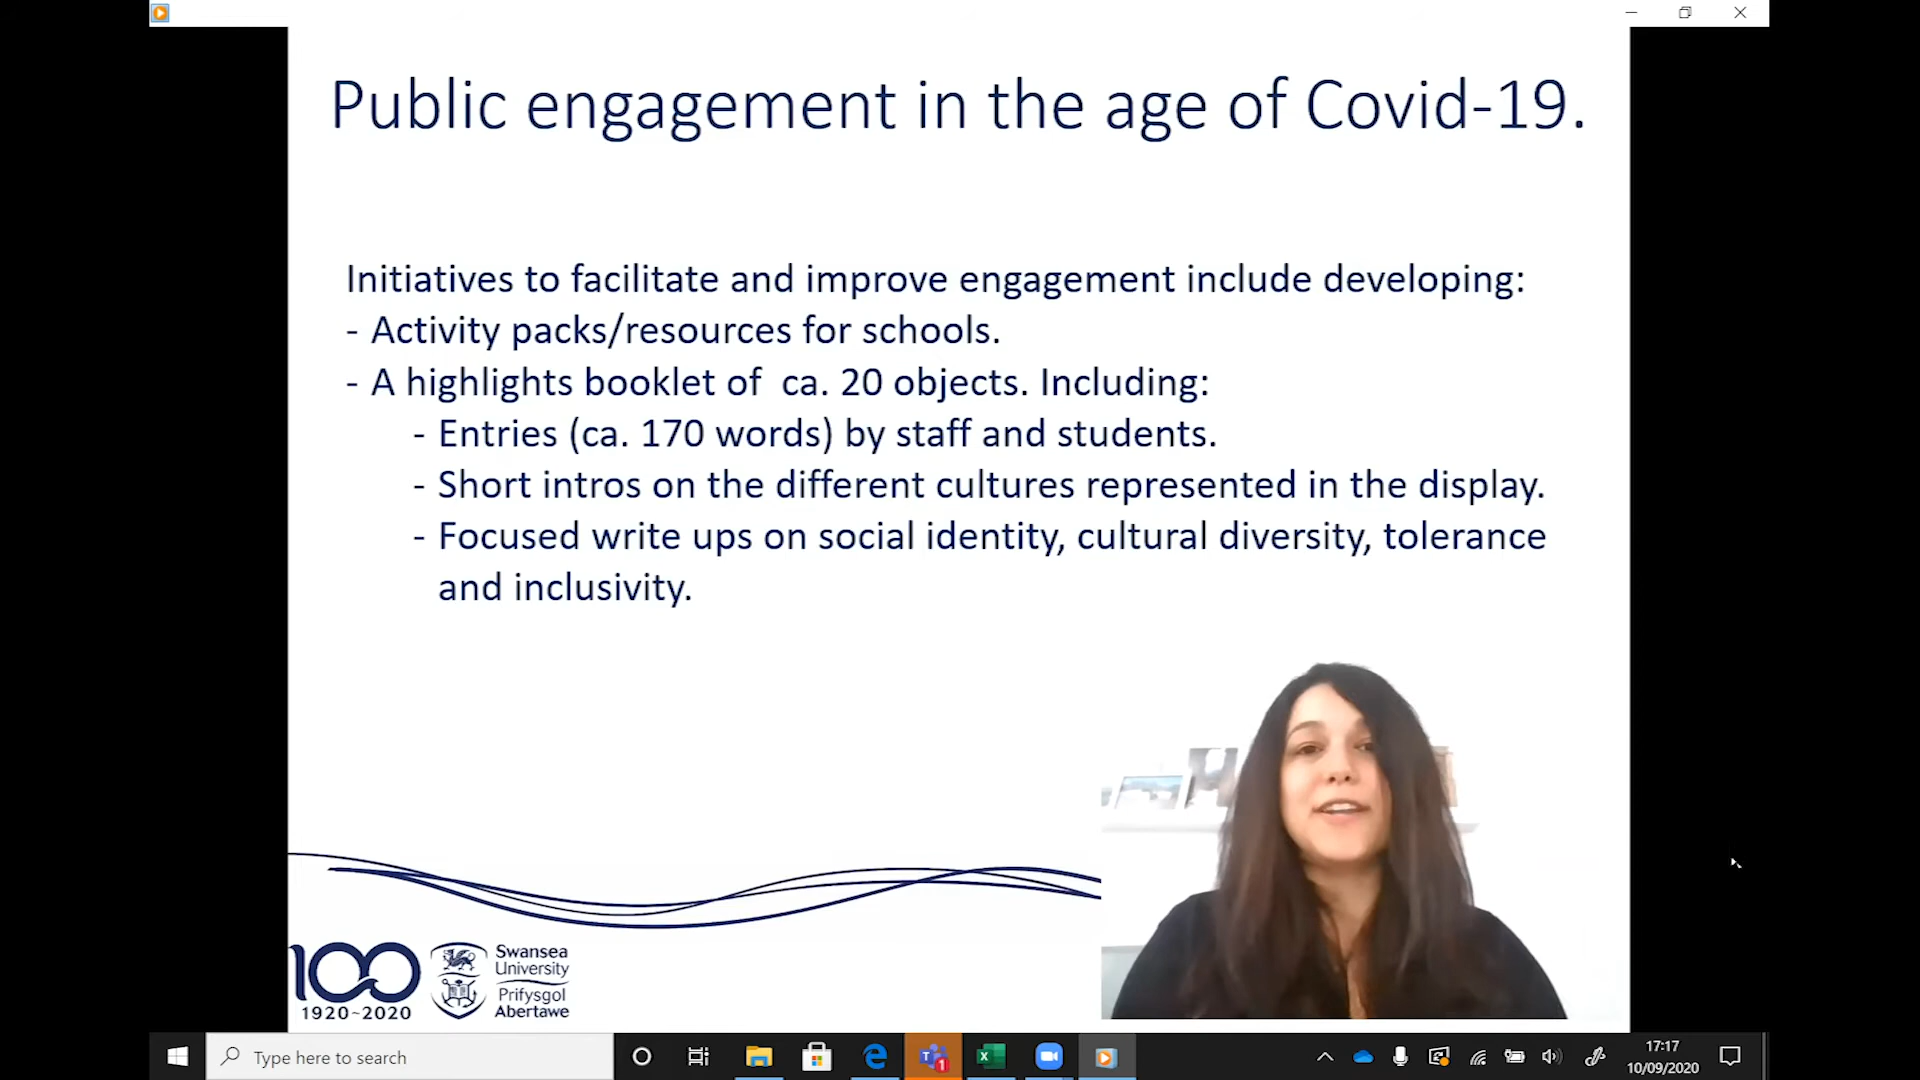 Public engagement in the age of Covid-19.
Initiatives to facilitate and improve engagement include developing:
- Activity packs/resources for schools.
- A highlights booklet of ca. 20 objects. Including:
- Entries (ca. 170 words) by staff and students.
- Short intros on the different cultures represented in the display.
- Focused write ups on social identity, cultural diversity, tolerance
and inclusivity.
100
1920~2020
Swansea
University
Prifysgol
Abertawe
Type here to search
1
17:17
10/09/2020